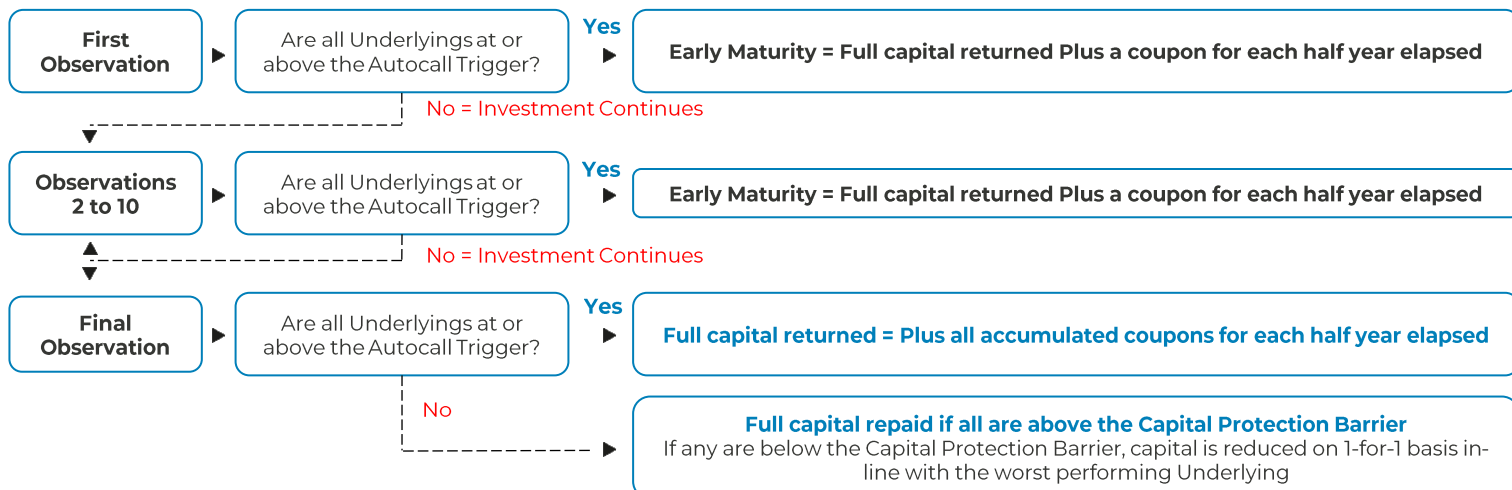 First
Observation
Are all Underlyings at or
above the Autocall Trigger?
Yes
Early Maturity = Full capital returned Plus a coupon for each half year elapsed
No = Investment Continues
Observations
2 to 10
Are all Underlyings at or
above the Autocall Trigger?
Yes
Early Maturity = Full capital returned Plus a coupon for each half year elapsed
No = Investment Continues
Final
Observation
Are all Underlyings at or
above the Autocall Trigger?
Yes
Full capital returned = Plus all accumulated coupons for each half year elapsed
No
Full capital repaid if all are above the Capital Protection Barrier
If any are below the Capital Protection Barrier, capital is reduced on 1-for-1 basis in-
line with the worst performing Underlying